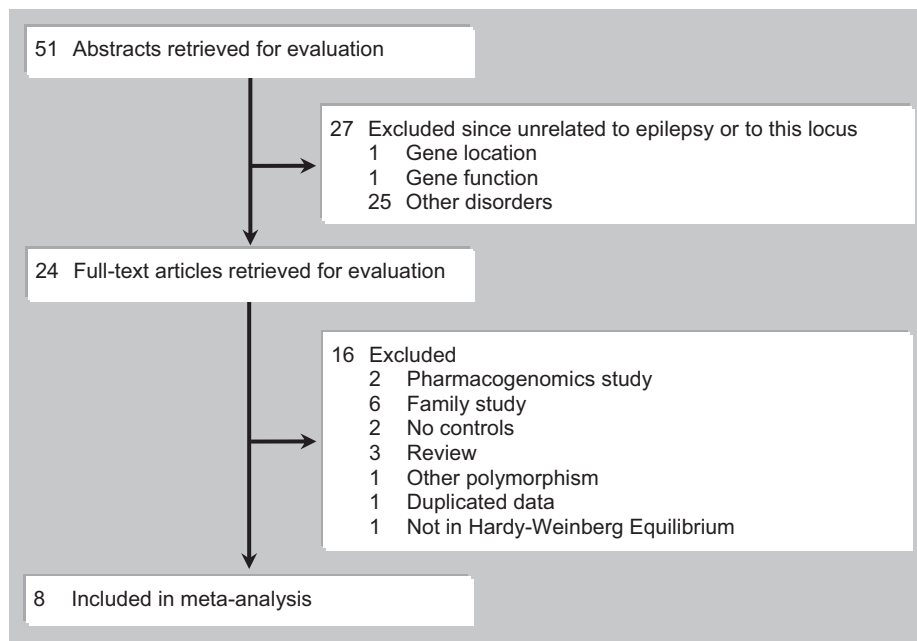 51 Abstracts retrieved for evaluation
27 Excluded since unrelated to epilepsy or to this locus
1 Gene location
1 Gene function
25 Other disorders
24 Full-text articles retrieved for evaluation
16 Excluded
2 Pharmacogenomics study
6 Family study
2 No controls
3 Review
1 Other polymorphism
1 Duplicated data
1 Not in Hardy-Weinberg Equilibrium
8 Included in meta-analysis